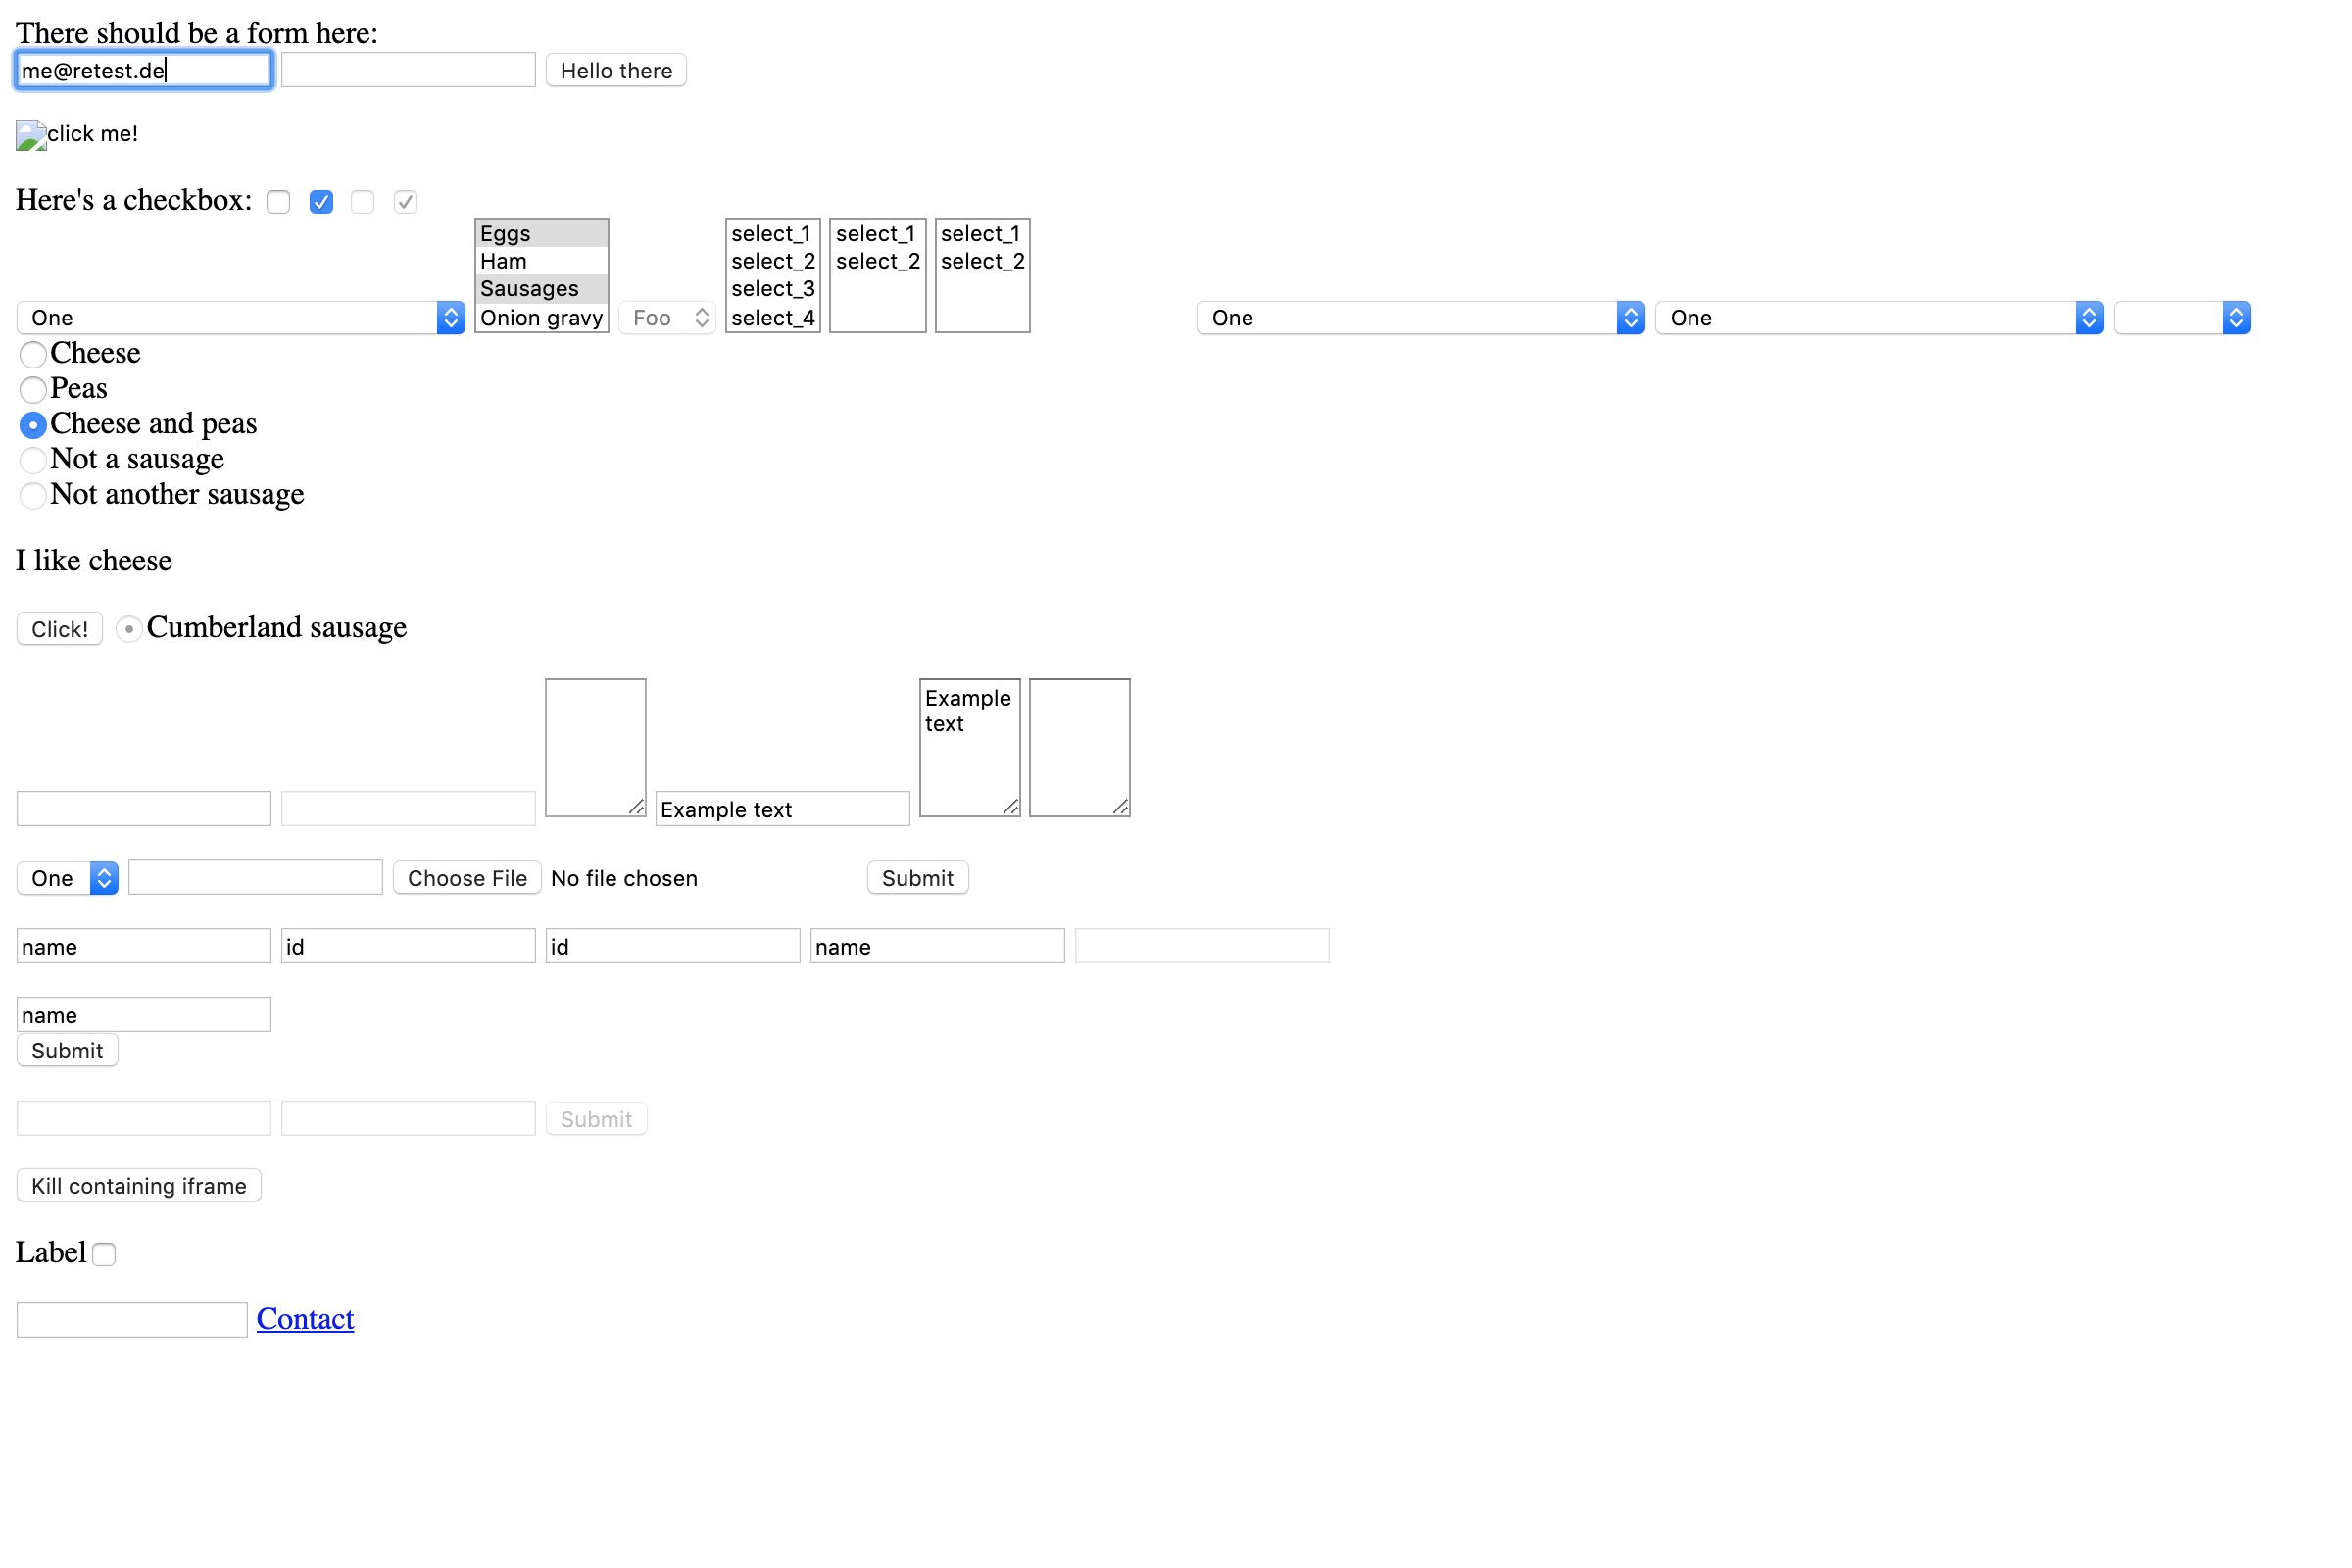 There should be a form here:
me@retest.de Hello there
click me!
Here's a checkbox:
Eggs select_1 select_1 select_1
Ham select_2 select_2 select_2
Sausages select_3
One Onion gravy Foo select_4 One One
Cheese
Peas
Cheese and peas
Not a sausage
Not another sausage
I like cheese
Click! Cumberland sausage
Example
text
Example text
One Choose File No file chosen Submit
name id id name
name
Submit
Submit
Kill containing iframe
Label
Contact